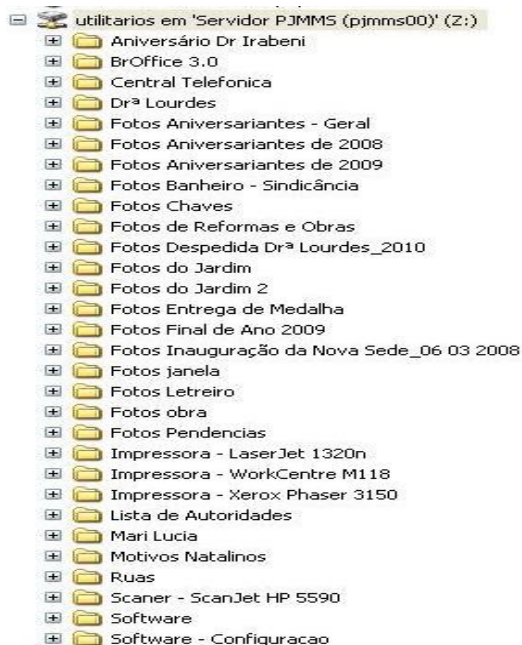 utilitarios em 'Servidor PJMMS (pjmms00)' (Z:)
Aniversário Dr Irabeni
BrOffice 3.0
Central Telefonica
Drª Lourdes
Fotos Aniversariantes - Geral
Fotos Aniversariantes de 2008
Fotos Aniversariantes de 2009
Fotos Banheiro - Sindicância
Fotos Chaves
Fotos de Reformas e Obras
Fotos Despedida Drª Lourdes_2010
Fotos do Jardim
Fotos do Jardim 2
Fotos Entrega de Medalha
Fotos Final de Ano 2009
Fotos Inauguração da Nova Sede_06 03 2008
Fotos janela
Fotos Letreiro
Fotos obra
Fotos Pendencias
Impressora - LaserJet 1320n
Impressora - WorkCentre M118
Impressora - Xerox Phaser 3150
Lista de Autoridades
Mari Lucia
Motivos Natalinos
Ruas
Scaner - ScanJet HP 5590
Software
Software - Configuracao